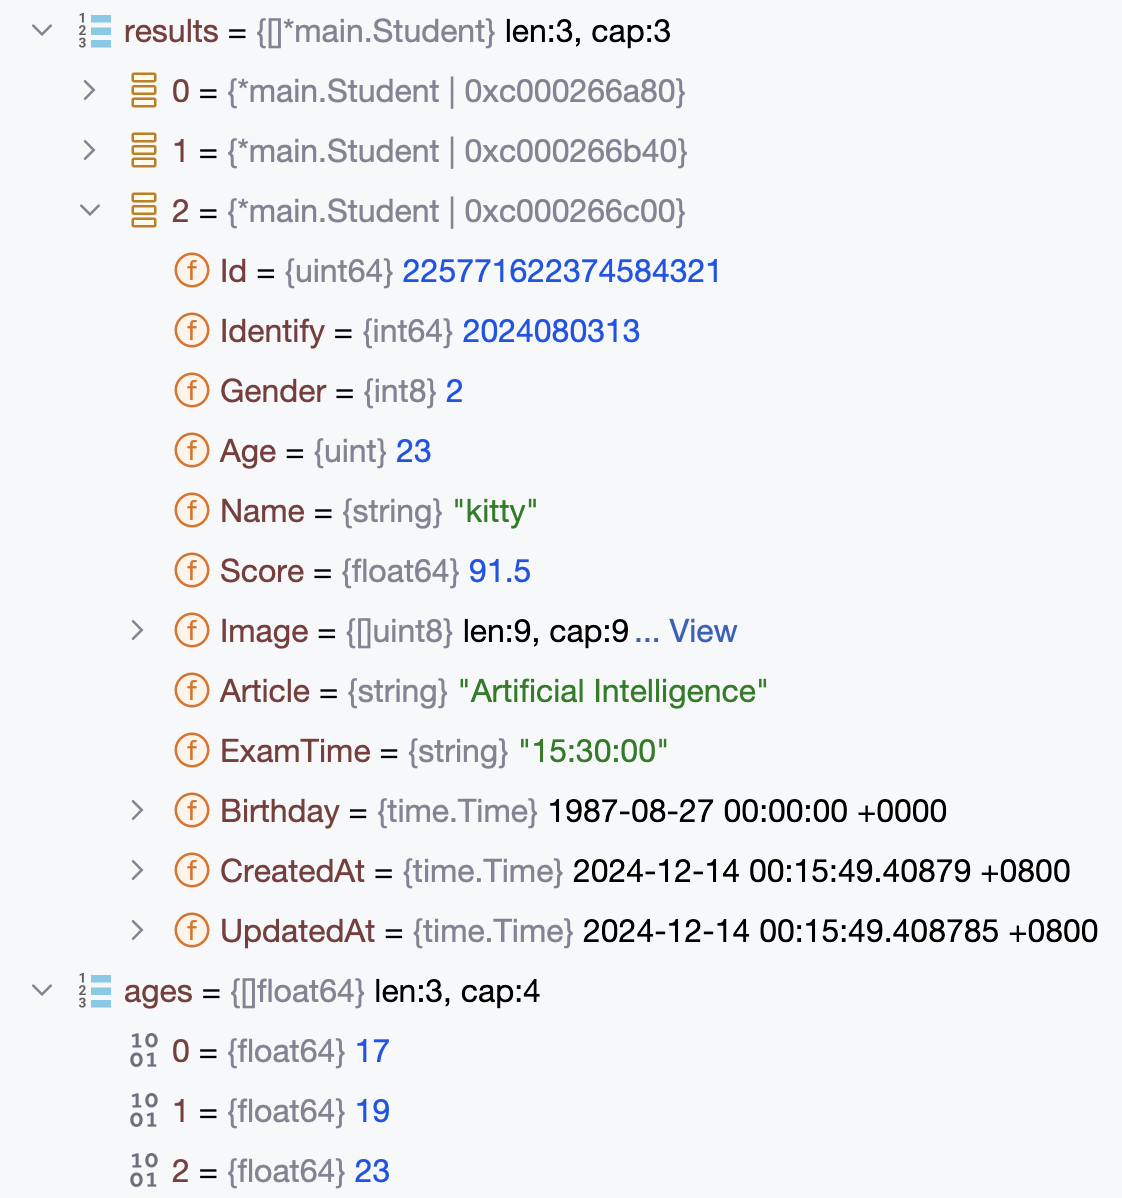 results = {[]*main.Student} len:3, cap:3
0 = {*main.Student | 0xc000266a80}
1 = {*main.Student | 0xc000266b40}
2 = {*main.Student | 0xc000266c00}
Id = {uint64} 225771622374584321
Identify = {int64} 2024080313
Gender = {int8} 2
Age = {uint} 23
Name = {string} "kitty"
Score = {float64} 91.5
Image = {[]uint8} len:9, cap:9 ... View
Article = {string} "Artificial Intelligence"
ExamTime = {string} "15:30:00"
Birthday = {time.Time} 1987-08-27 00:00:00 +0000
CreatedAt = {time.Time} 2024-12-14 00:15:49.40879 +0800
UpdatedAt = {time.Time} 2024-12-14 00:15:49.408785 +0800
ages = {[]float64} len:3, cap:4
0 = {float64} 17
1 = {float64} 19
2 = {float64} 23